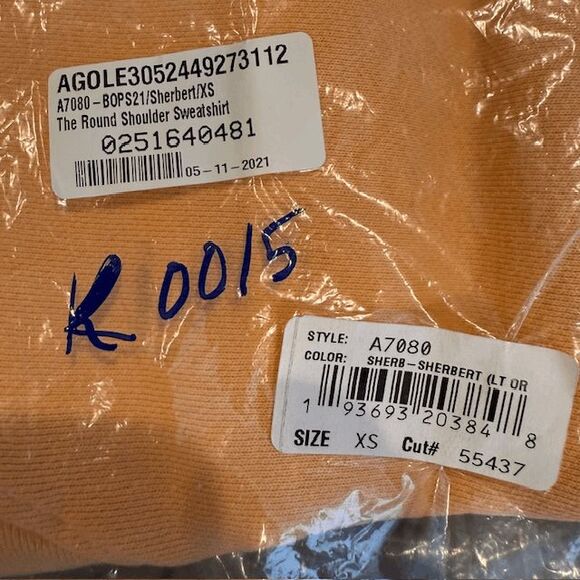 AGOLE3052449273112
A7080-BOPS21/Sherbert/XS
The Round Shoulder Sweatshirt
0251640481
05-11-2021
R 0015
STYLE: A7080
COLOR: SHERB-SHERBERT (LT OR
1 93693 20384 8
SIZE XS Cut# 55437